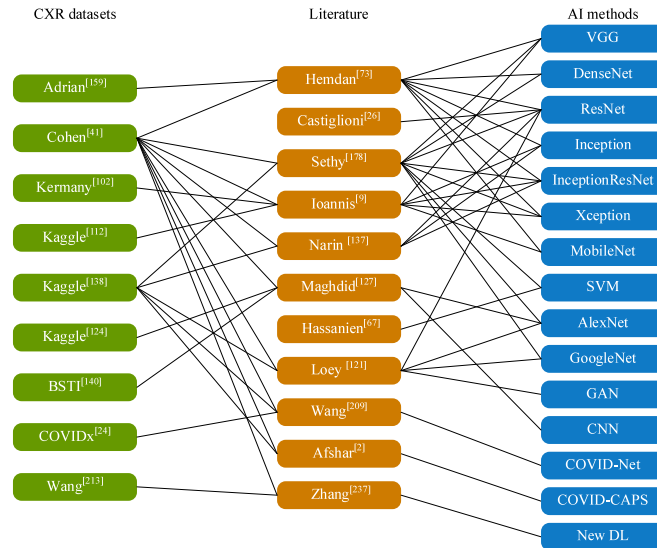 CXR datasets
Literature
AI methods
Adrian[159]
Cohen[41]
Kermany[102]
Kaggle[112]
Kaggle[138]
Kaggle[124]
BSTI[140]
COVIDx[24]
Wang[213]
Hemdan[73]
Castiglioni[26]
Sethy[178]
Ioannis[9]
Narin [137]
Maghdid[127]
Hassanien[67]
Loey [121]
Wang[209]
Afshar[2]
Zhang[237]
VGG
DenseNet
ResNet
Inception
InceptionResNet
Xception
MobileNet
SVM
AlexNet
GoogleNet
GAN
CNN
COVID-Net
COVID-CAPS
New DL